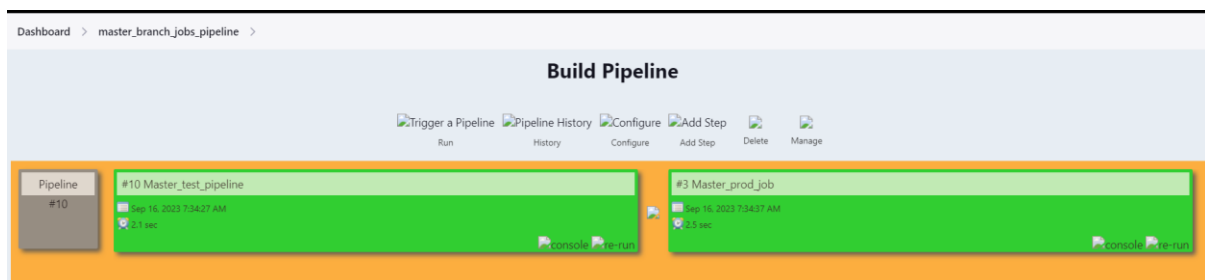 Dashboard > master_branch_jobs_pipeline >
Build Pipeline
Trigger a Pipeline Pipeline History Configure Add Step
Run History Configure Add Step Delete Manage
Pipeline
#10
#10 Master_test_pipeline
Sep 16, 2023 7:34:27 AM
2.1 sec
console re-run
#3 Master_prod_job
Sep 16, 2023 7:34:37 AM
2.5 sec
console re-run